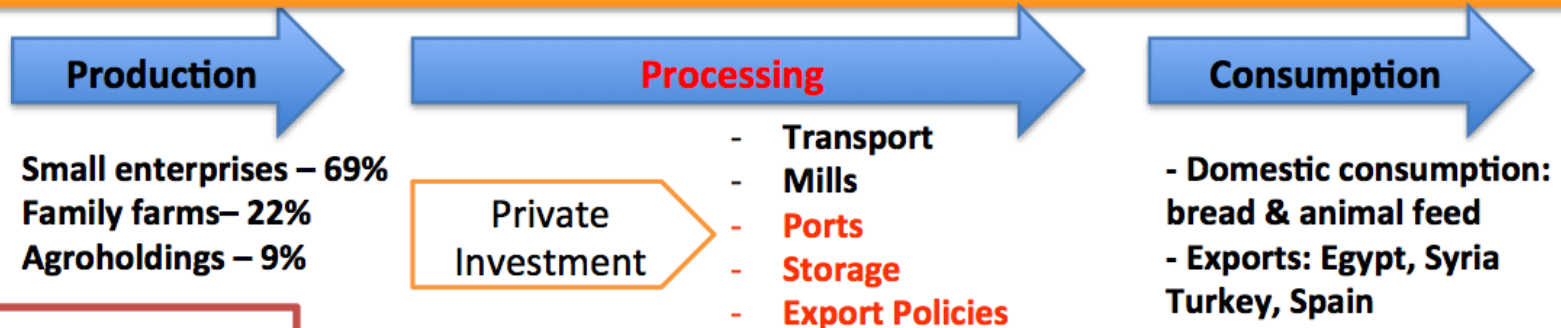 Production
Small enterprises – 69%
Family farms– 22%
Agroholdings – 9%
Processing
Private
Investment
- Transport
- Mills
- Ports
- Storage
- Export Policies
Consumption
- Domestic consumption:
bread & animal feed
- Exports: Egypt, Syria
Turkey, Spain